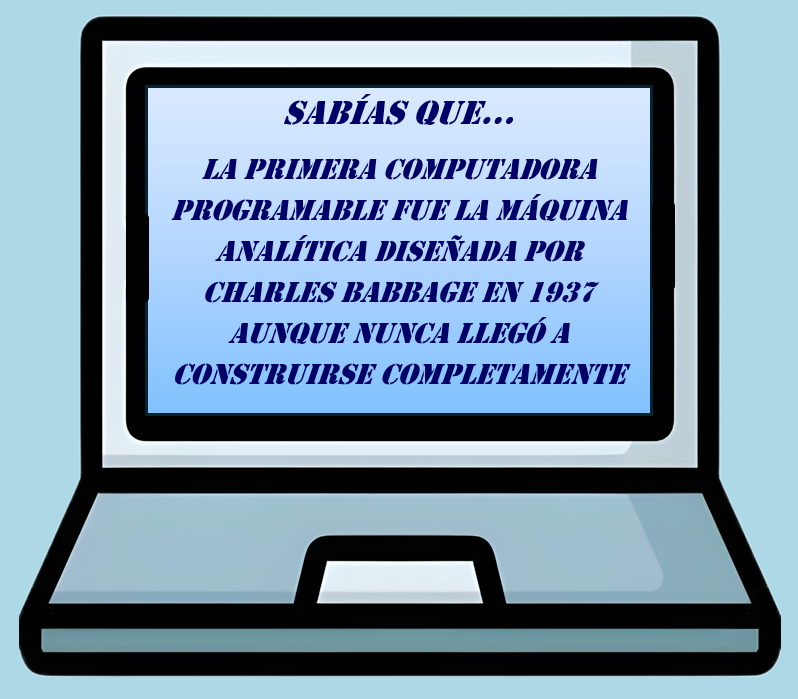 SABÍAS QUE...
LA PRIMERA COMPUTADORA
PROGRAMABLE FUE LA MÁQUINA
ANALÍTICA DISEÑADA POR
CHARLES BABBAGE EN 1937
AUNQUE NUNCA LLEGÓ A
CONSTRUIRSE COMPLETAMENTE